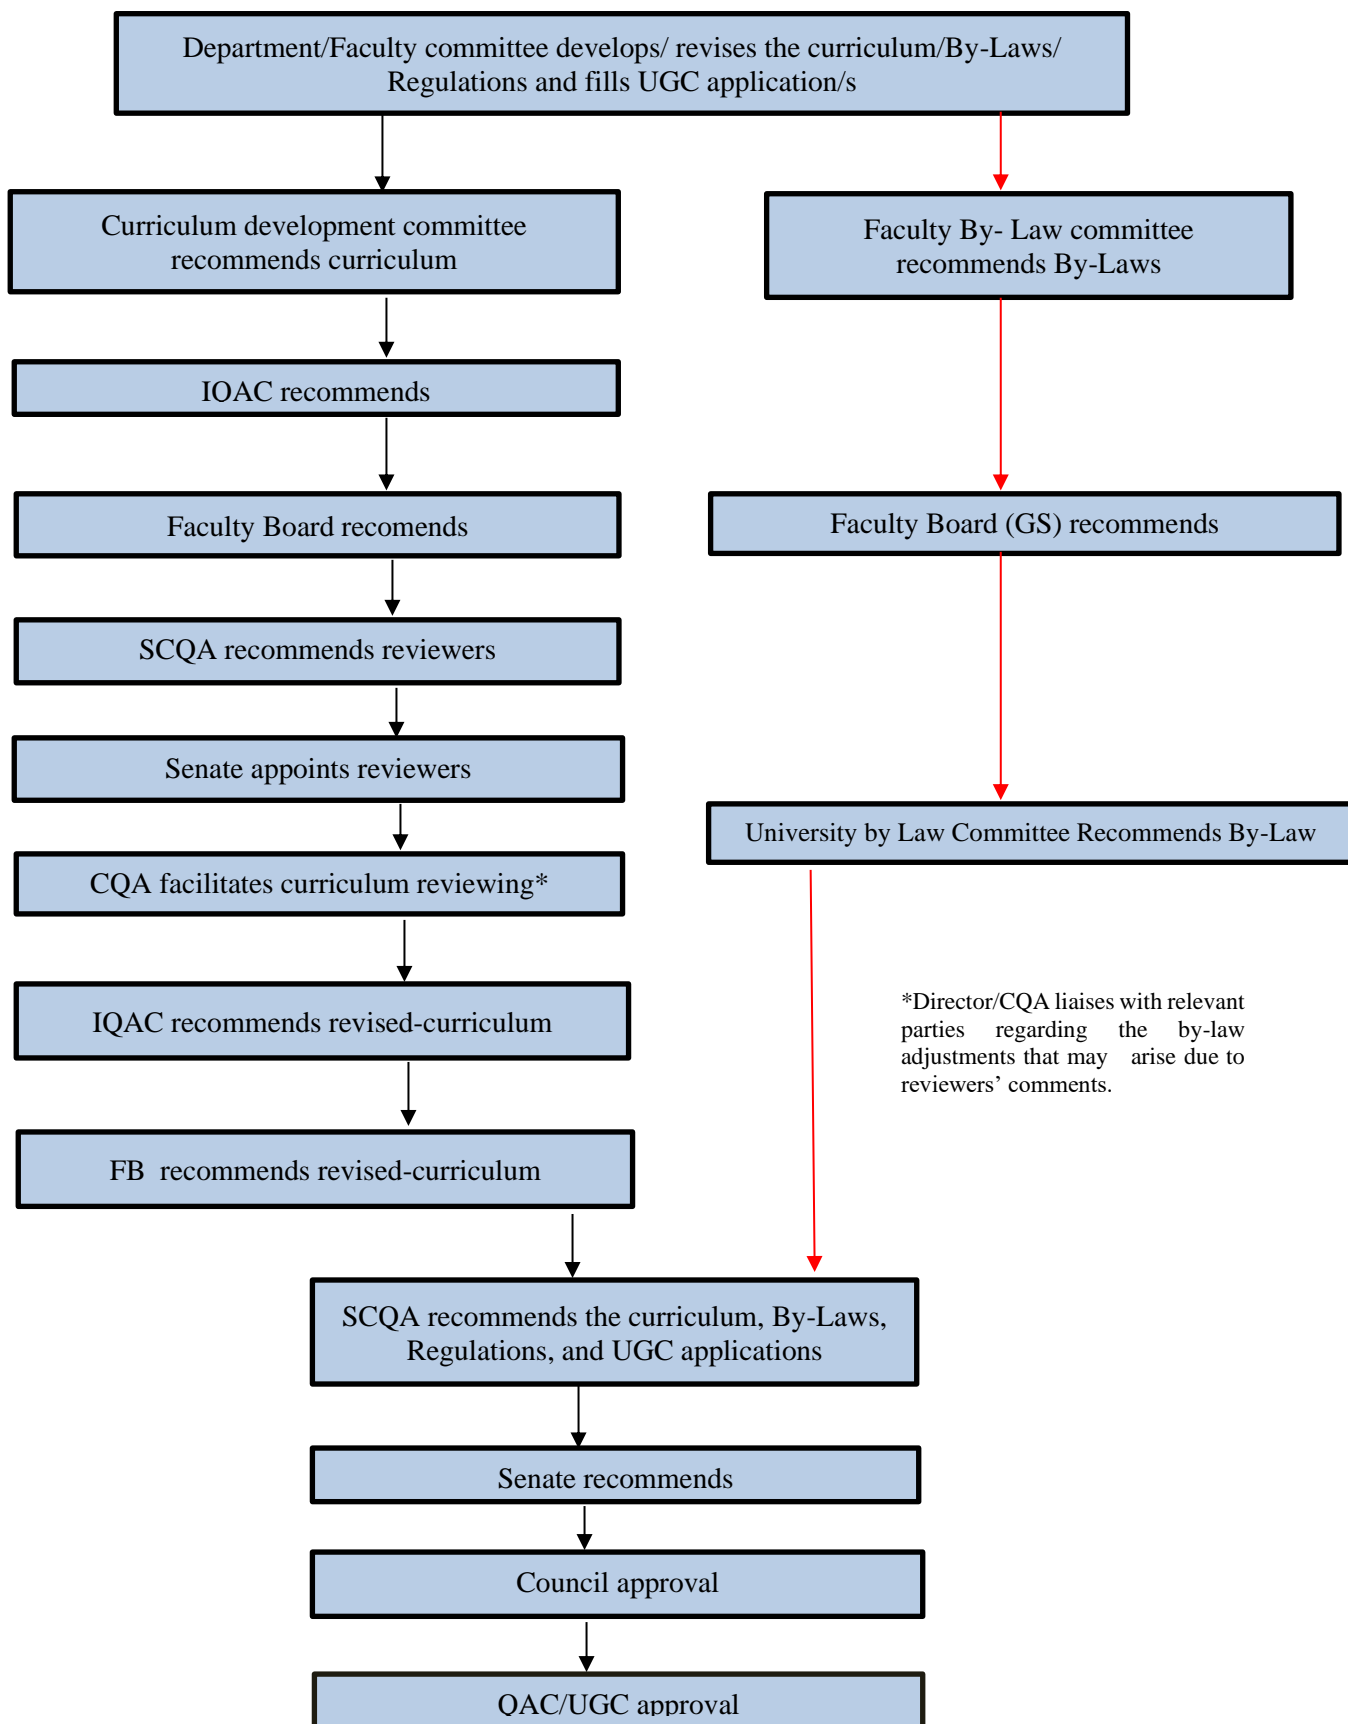 Department/Faculty committee develops/ revises the curriculum/By-Laws/
Regulations and fills UGC application/s
Curriculum development committee
recommends curriculum
Faculty By- Law committee
recommends By-Laws
IOAC recommends
Faculty Board recomends
Faculty Board (GS) recommends
SCQA recommends reviewers
Senate appoints reviewers
University by Law Committee Recommends By-Law
CQA facilitates curriculum reviewing*
IQAC recommends revised-curriculum
*Director/CQA liaises with relevant
parties regarding the by-law
adjustments that may arise due to
reviewers’ comments.
FB recommends revised-curriculum
SCQA recommends the curriculum, By-Laws,
Regulations, and UGC applications
Senate recommends
Council approval
QAC/UGC approval